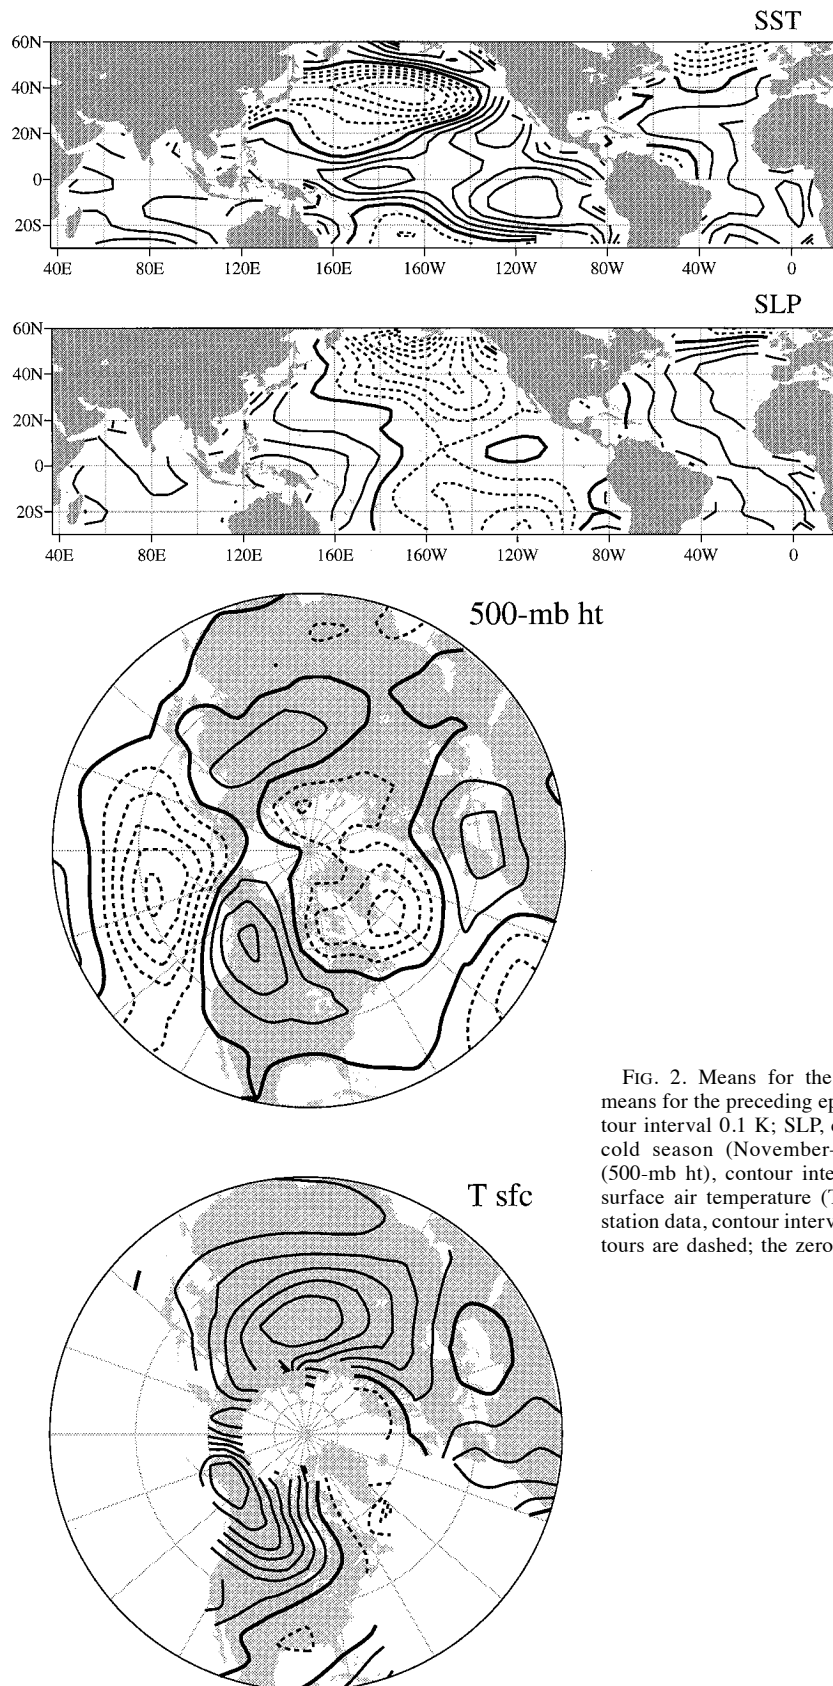 SST
60N
40N
20N
0
20S
40E 80E 120E 160E 160W 120W 80W 40W 0
SLP
60N
40N
20N
0
20S
40E 80E 120E 160E 160W 120W 80W 40W 0
500-mb ht
FIG. 2. Means for the
means for the preceding ep
tour interval 0.1 K; SLP,
cold season (November–
(500-mb ht), contour inte
surface air temperature (T
station data, contour interv
tours are dashed; the zero
T sfc